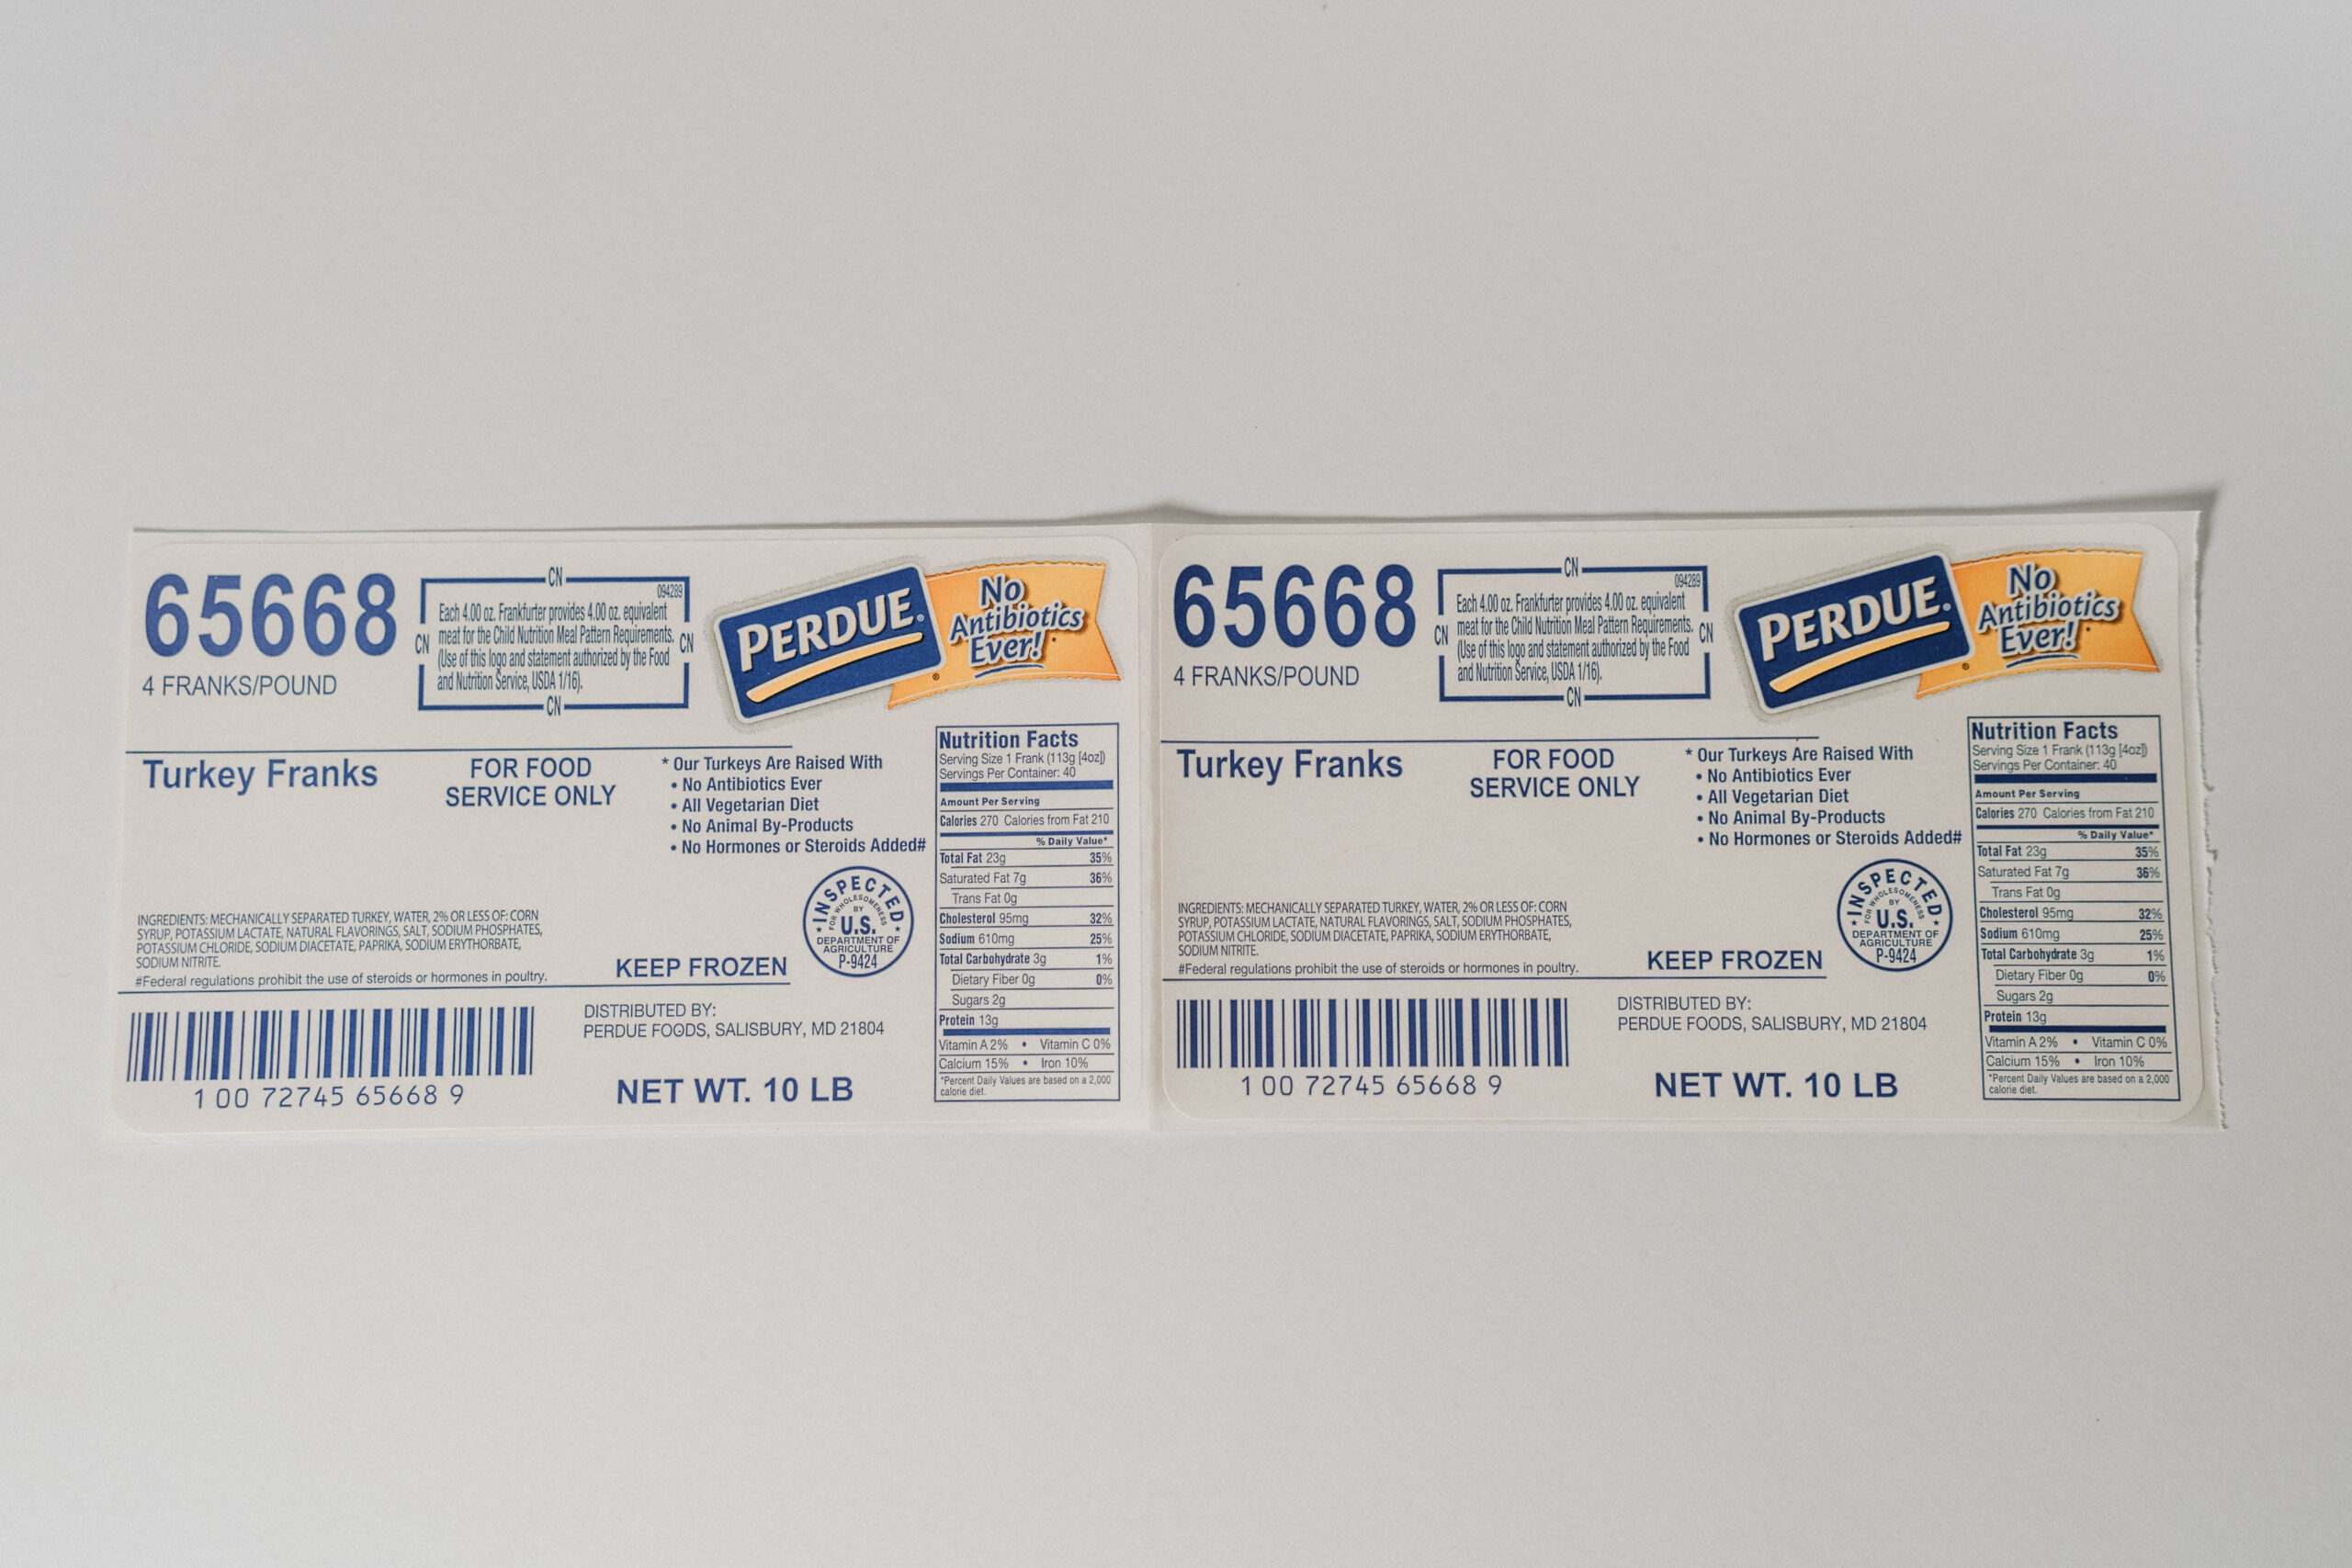 65668
4 FRANKS/POUND
CN
094289
Each 4.00 oz. Frankfurter provides 4.00 oz. equivalent
CN meat for the Child Nutrition Meal Pattern Requirements. CN
(Use of this logo and statement authorized by the Food
and Nutrition Service, USDA 1/16).
CN
PERDUE®
No
Antibiotics
Ever!*
®
Turkey Franks
FOR FOOD
SERVICE ONLY
* Our Turkeys Are Raised With
• No Antibiotics Ever
• All Vegetarian Diet
• No Animal By-Products
• No Hormones or Steroids Added#
INGREDIENTS: MECHANICALLY SEPARATED TURKEY, WATER, 2% OR LESS OF: CORN
SYRUP, POTASSIUM LACTATE, NATURAL FLAVORINGS, SALT, SODIUM PHOSPHATES,
POTASSIUM CHLORIDE, SODIUM DIACETATE, PAPRIKA, SODIUM ERYTHORBATE,
SODIUM NITRITE.
#Federal regulations prohibit the use of steroids or hormones in poultry.
KEEP FROZEN
INSPECTED
FOR WHOLESOMENESS
BY
U.S.
DEPARTMENT OF
AGRICULTURE
P-9424
1 00 72745 65668 9
DISTRIBUTED BY:
PERDUE FOODS, SALISBURY, MD 21804
NET WT. 10 LB
Nutrition Facts
Serving Size 1 Frank (113g [4oz])
Servings Per Container: 40
Amount Per Serving
Calories 270 Calories from Fat 210
% Daily Value*
Total Fat 23g 35%
Saturated Fat 7g 36%
Trans Fat 0g
Cholesterol 95mg 32%
Sodium 610mg 25%
Total Carbohydrate 3g 1%
Dietary Fiber 0g 0%
Sugars 2g
Protein 13g
Vitamin A 2% • Vitamin C 0%
Calcium 15% • Iron 10%
*Percent Daily Values are based on a 2,000
calorie diet.
65668
4 FRANKS/POUND
CN
094289
Each 4.00 oz. Frankfurter provides 4.00 oz. equivalent
CN meat for the Child Nutrition Meal Pattern Requirements. CN
(Use of this logo and statement authorized by the Food
and Nutrition Service, USDA 1/16).
CN
PERDUE®
No
Antibiotics
Ever!*
®
Turkey Franks
FOR FOOD
SERVICE ONLY
* Our Turkeys Are Raised With
• No Antibiotics Ever
• All Vegetarian Diet
• No Animal By-Products
• No Hormones or Steroids Added#
INGREDIENTS: MECHANICALLY SEPARATED TURKEY, WATER, 2% OR LESS OF: CORN
SYRUP, POTASSIUM LACTATE, NATURAL FLAVORINGS, SALT, SODIUM PHOSPHATES,
POTASSIUM CHLORIDE, SODIUM DIACETATE, PAPRIKA, SODIUM ERYTHORBATE,
SODIUM NITRITE.
#Federal regulations prohibit the use of steroids or hormones in poultry.
KEEP FROZEN
INSPECTED
FOR WHOLESOMENESS
BY
U.S.
DEPARTMENT OF
AGRICULTURE
P-9424
1 00 72745 65668 9
DISTRIBUTED BY:
PERDUE FOODS, SALISBURY, MD 21804
NET WT. 10 LB
Nutrition Facts
Serving Size 1 Frank (113g [4oz])
Servings Per Container: 40
Amount Per Serving
Calories 270 Calories from Fat 210
% Daily Value*
Total Fat 23g 35%
Saturated Fat 7g 36%
Trans Fat 0g
Cholesterol 95mg 32%
Sodium 610mg 25%
Total Carbohydrate 3g 1%
Dietary Fiber 0g 0%
Sugars 2g
Protein 13g
Vitamin A 2% • Vitamin C 0%
Calcium 15% • Iron 10%
*Percent Daily Values are based on a 2,000
calorie diet.